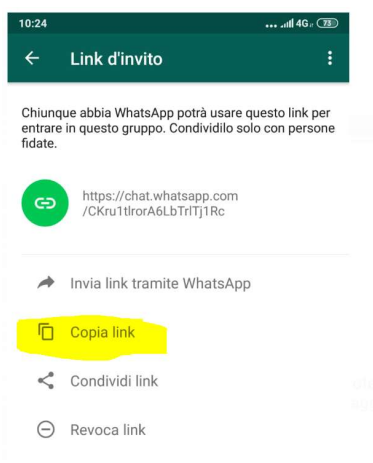 10:24 4G 73
Link d'invito
Chiunque abbia WhatsApp potrà usare questo link per
entrare in questo gruppo. Condividilo solo con persone
fidate.
https://chat.whatsapp.com
/CKru1tlrorA6LbTrlTj1Rc
Invia link tramite WhatsApp
Copia link
Condividi link
Revoca link